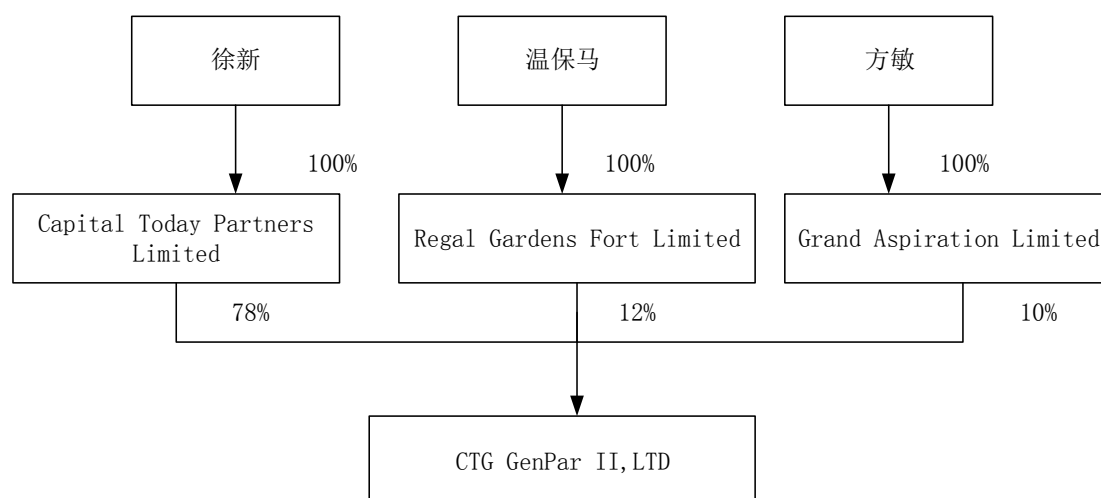 徐新
温保马
方敏
100%
100%
100%
Capital Today Partners
Limited
Regal Gardens Fort Limited
Grand Aspiration Limited
78%
12%
10%
CTG GenPar II,LTD